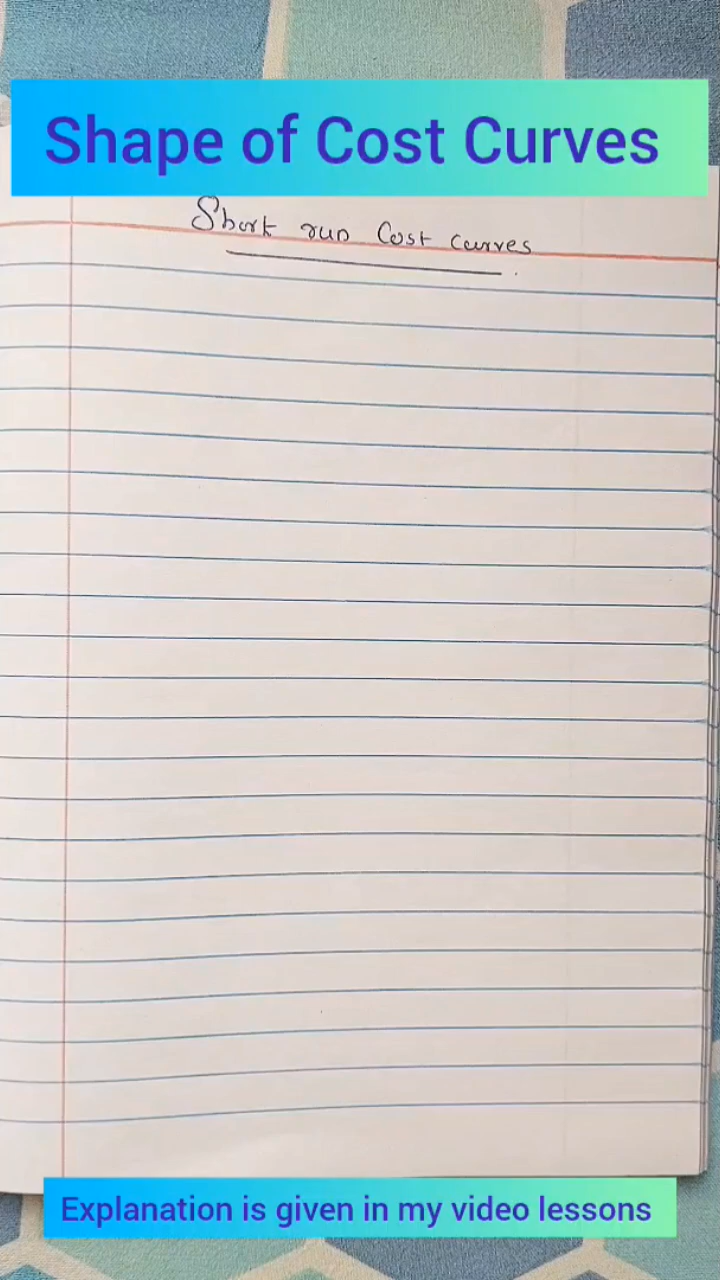 Shape of Cost Curves
Short run Cost curves
Explanation is given in my video lessons